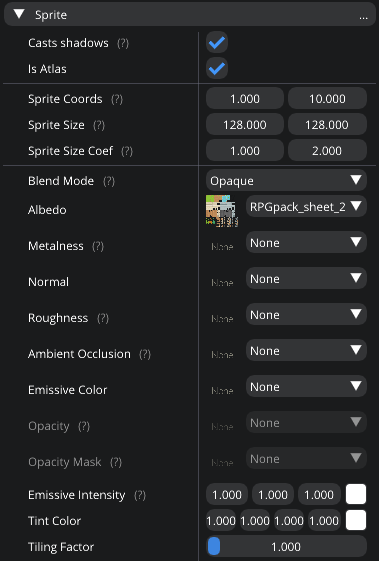 Sprite ...
Casts shadows (?)
Is Atlas
Sprite Coords (?) 1.000 10.000
Sprite Size (?) 128.000 128.000
Sprite Size Coef (?) 1.000 2.000
Blend Mode (?) Opaque
Albedo RPGpack_sheet_2
Metalness (?) None None
Normal None None
Roughness (?) None None
Ambient Occlusion (?) None None
Emissive Color None None
Opacity (?) None None
Opacity Mask (?) None None
Emissive Intensity (?) 1.000 1.000 1.000
Tint Color 1.000 1.000 1.000 1.000
Tiling Factor 1.000